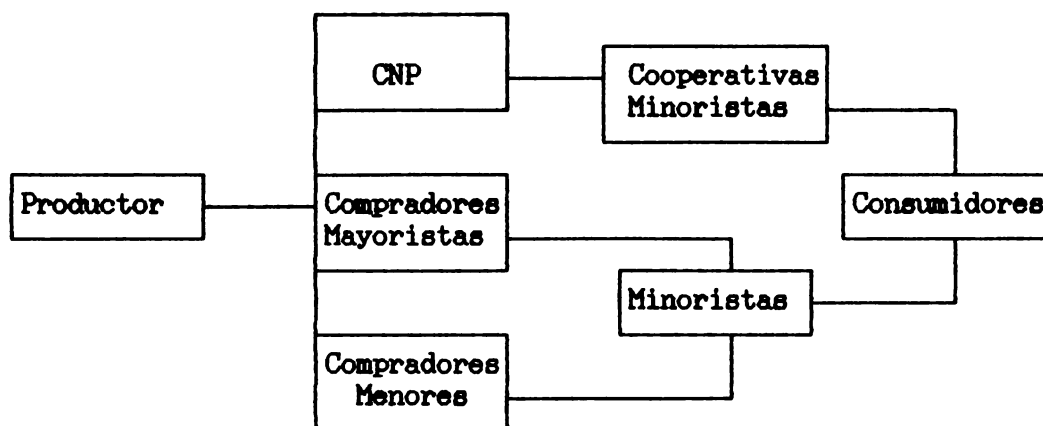 CNP
Cooperativas
Minoristas
Productor
Compradores
Mayoristas
Consumidores
Minoristas
Compradores
Menores